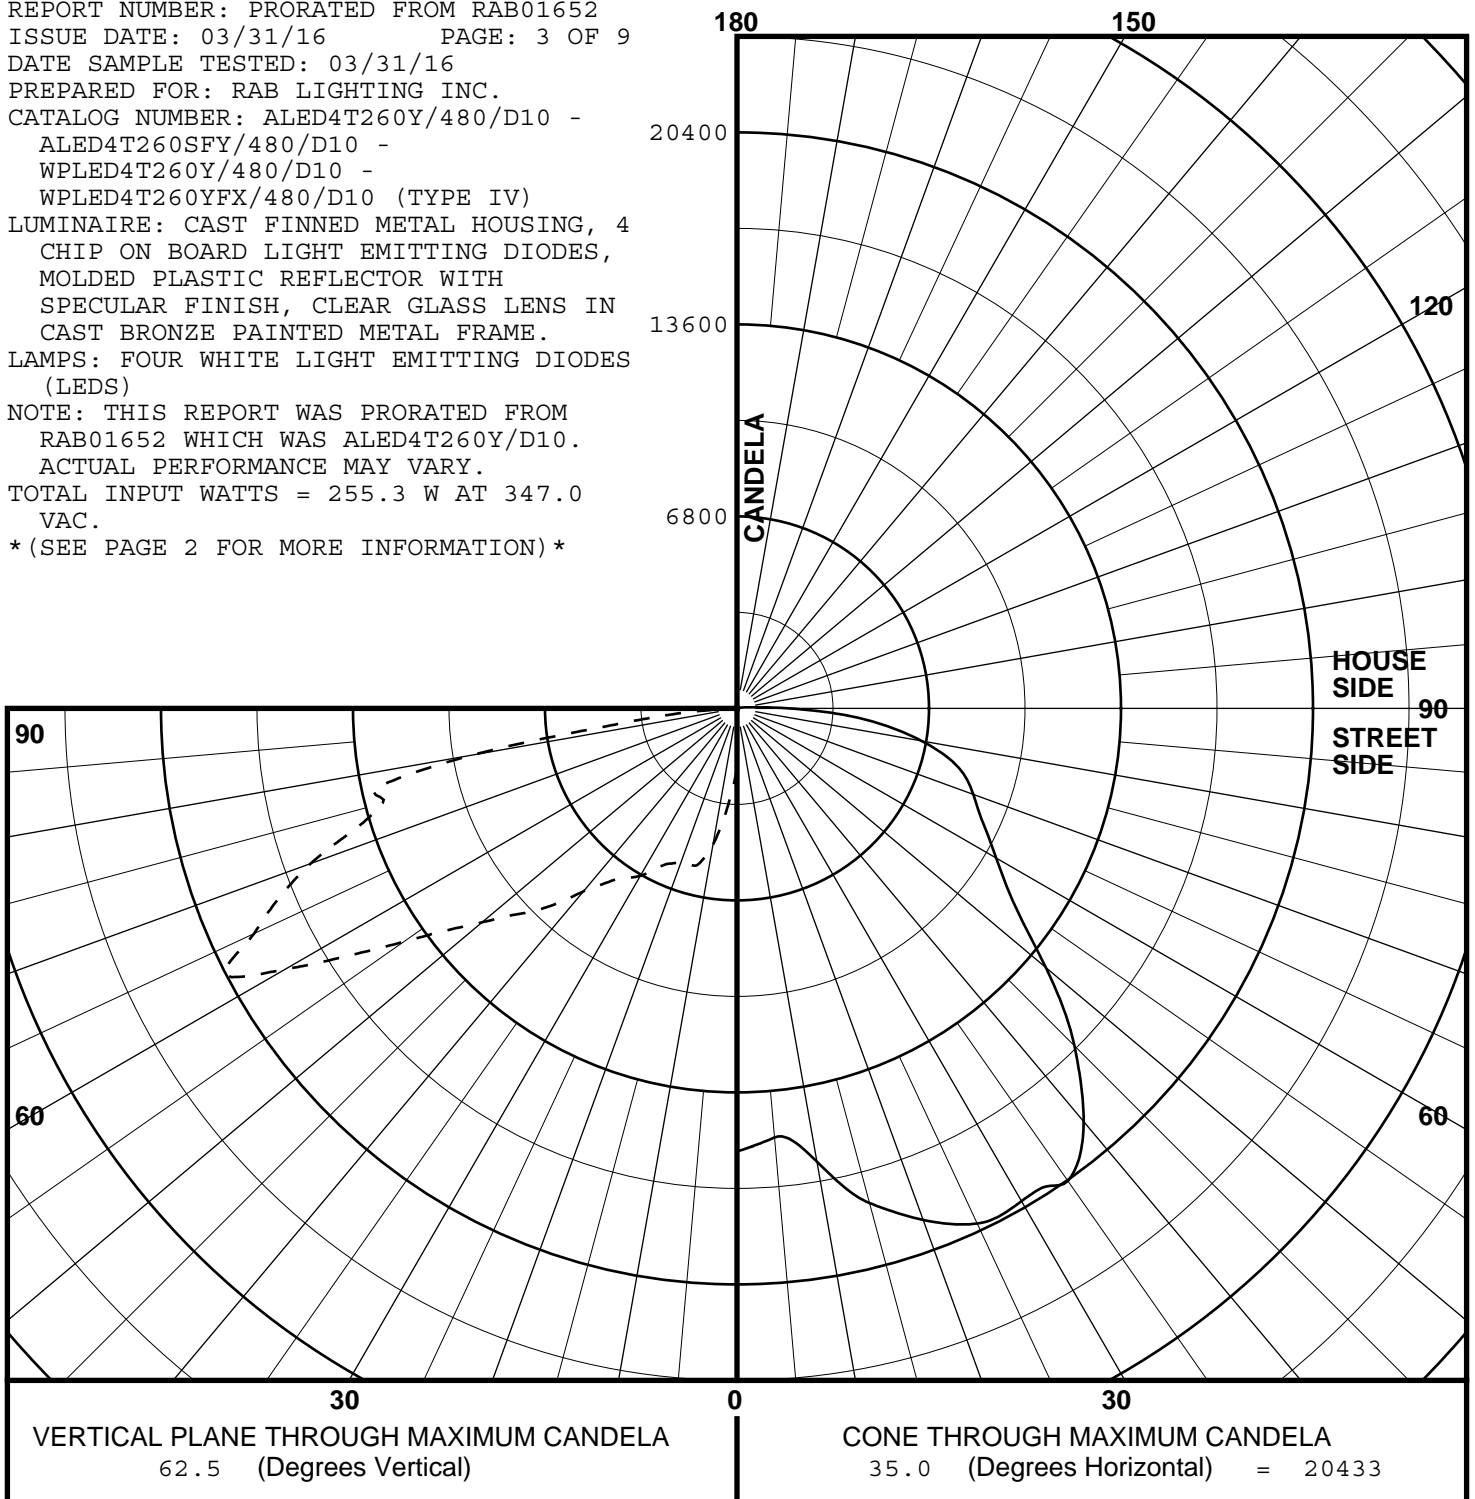 REPORT NUMBER: PRORATED FROM RAB01652
ISSUE DATE: 03/31/16 PAGE: 3 OF 9
DATE SAMPLE TESTED: 03/31/16
PREPARED FOR: RAB LIGHTING INC.
CATALOG NUMBER: ALED4T260Y/480/D10 -
ALED4T260SFY/480/D10 -
WPLED4T260Y/480/D10 -
WPLED4T260YFX/480/D10 (TYPE IV)
LUMINAIRE: CAST FINNED METAL HOUSING, 4
CHIP ON BOARD LIGHT EMITTING DIODES,
MOLDED PLASTIC REFLECTOR WITH
SPECULAR FINISH, CLEAR GLASS LENS IN
CAST BRONZE PAINTED METAL FRAME.
LAMPS: FOUR WHITE LIGHT EMITTING DIODES
(LEDS)
NOTE: THIS REPORT WAS PRORATED FROM
RAB01652 WHICH WAS ALED4T260Y/D10.
ACTUAL PERFORMANCE MAY VARY.
TOTAL INPUT WATTS = 255.3 W AT 347.0
VAC.
*(SEE PAGE 2 FOR MORE INFORMATION)*
180
150
20400
120
13600
CANDELA
6800
HOUSE
SIDE
90
90
STREET
SIDE
60
60
30
0
30
VERTICAL PLANE THROUGH MAXIMUM CANDELA
62.5 (Degrees Vertical)
CONE THROUGH MAXIMUM CANDELA
35.0 (Degrees Horizontal) = 20433